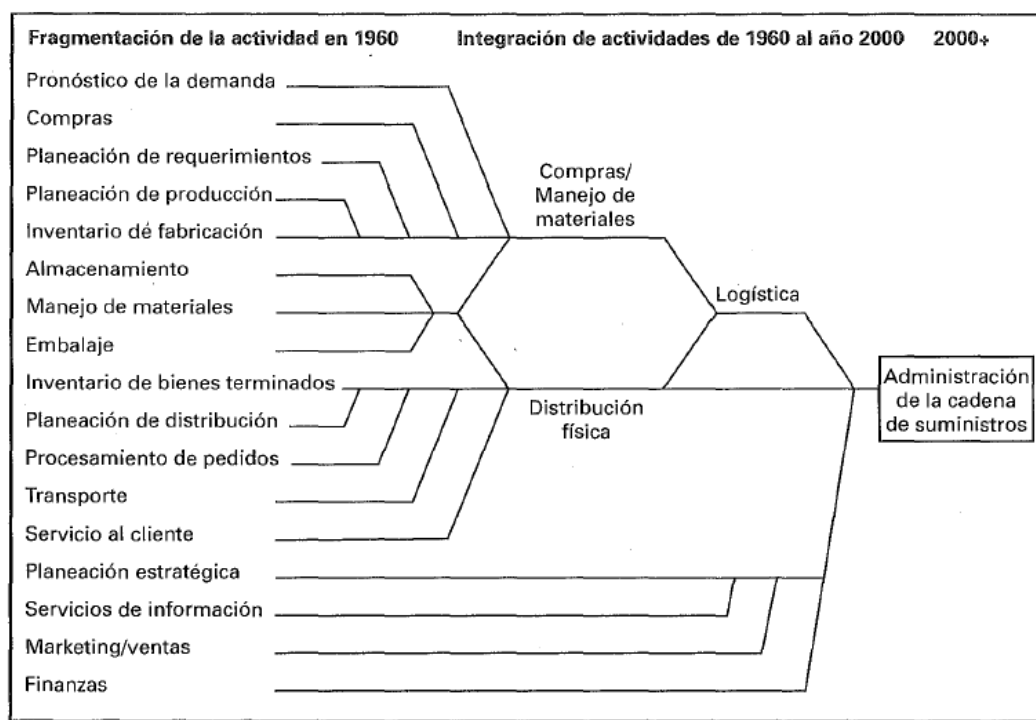 Fragmentación de la actividad en 1960 Integración de actividades de 1960 al año 2000 2000+
Pronóstico de la demanda
Compras
Planeación de requerimientos
Planeación de producción
Inventario dé fabricación
Almacenamiento
Manejo de materiales
Embalaje
Inventario de bienes terminados
Planeación de distribución
Procesamiento de pedidos
Transporte
Servicio al cliente
Planeación estratégica
Servicios de información
Marketing/ventas
Finanzas
Compras/
Manejo de
materiales
Logística
Distribución
física
Administración
de la cadena
de suministros